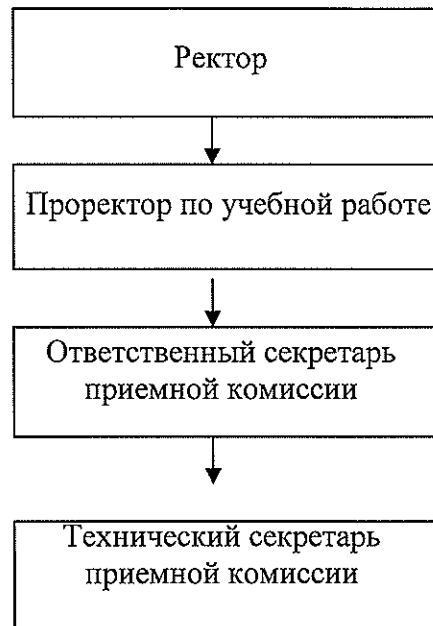 Ректор
Проректор по учебной работе
Ответственный секретарь
приемной комиссии
Технический секретарь
приемной комиссии